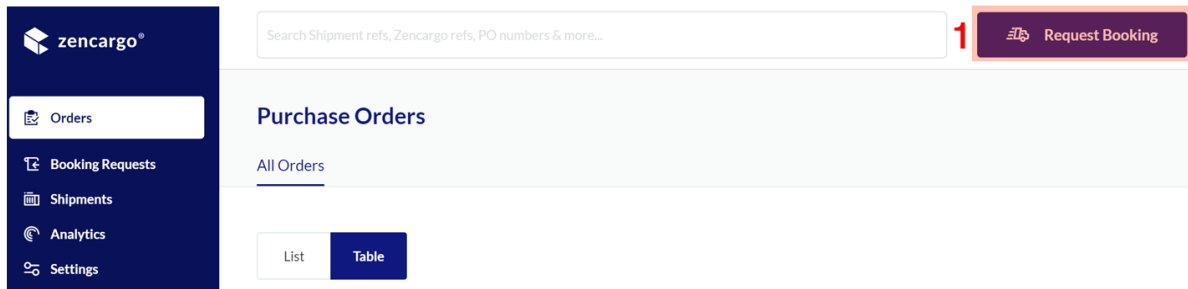 zencargo®
Search Shipment refs, Zencargo refs, PO numbers & more...
1
Request Booking
Orders
Purchase Orders
Booking Requests
All Orders
Shipments
Analytics
Settings
List
Table